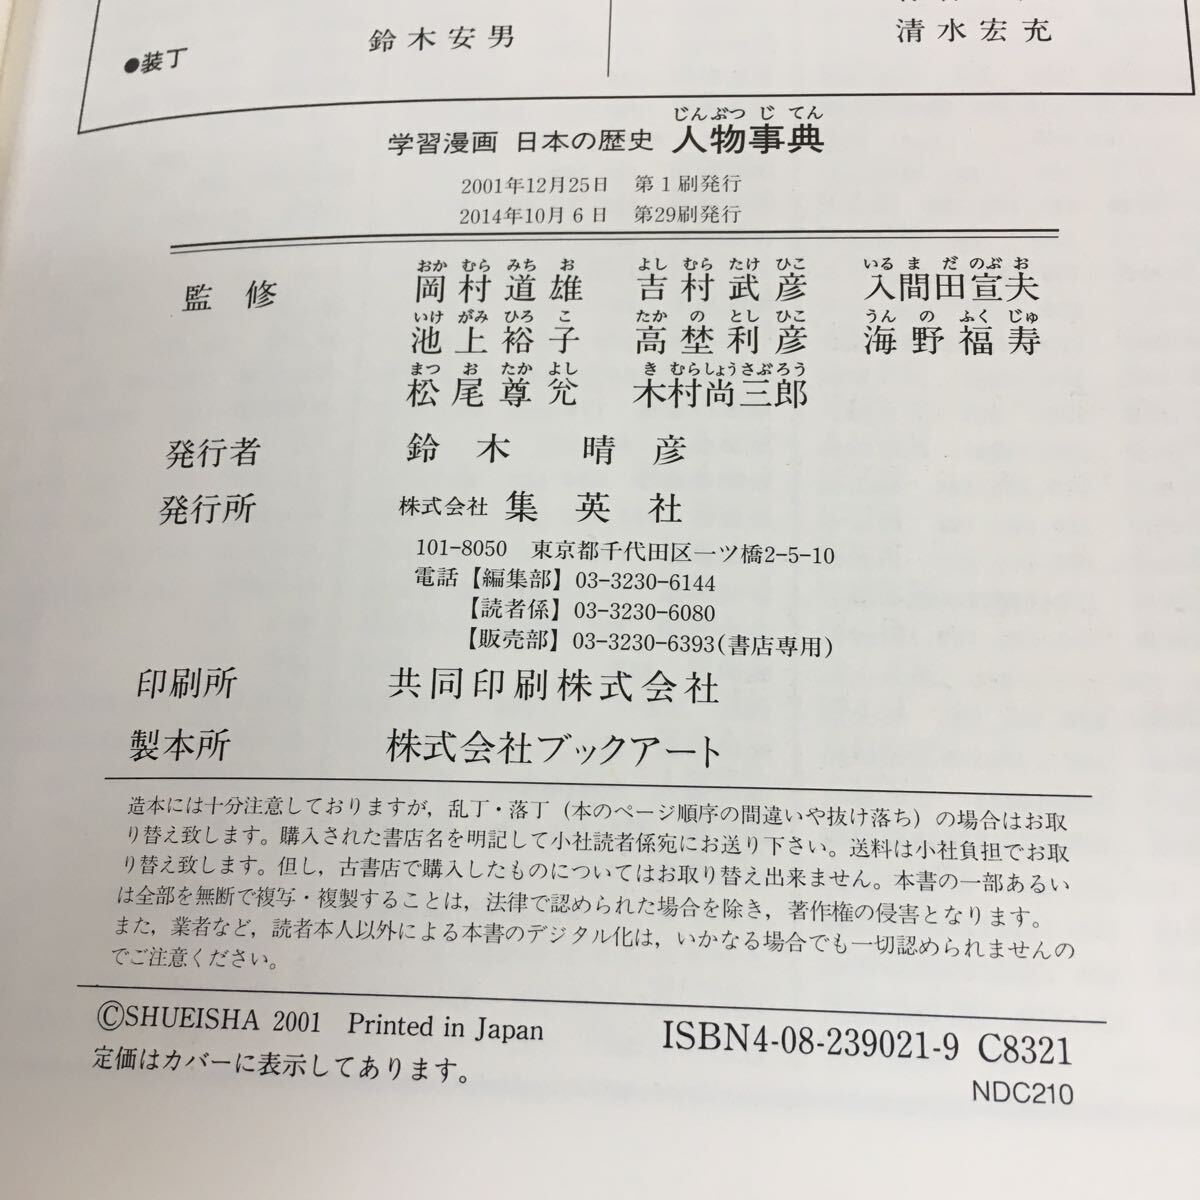 ●装丁
鈴木安男
清水宏充
じんぶつじてん
学習漫画 日本の歴史 人物事典
2001年12月25日 第1刷発行
2014年10月6日 第29刷発行
おか むら みち お よし むら たけ ひこ いる ま だ のぶ お
監修 岡村道雄 吉村武彦 入間田宣夫
いけ がみ ひろ こ たか の とし ひこ うん の ふく じゅ
池上裕子 高埜利彦 海野福寿
まつ お たか よし き むら しょうさぶろう
松尾尊兊 木村尚三郎
発行者 鈴木 晴彦
発行所 株式会社 集英社
101-8050 東京都千代田区一ツ橋2-5-10
電話【編集部】03-3230-6144
【読者係】03-3230-6080
【販売部】03-3230-6393(書店専用)
印刷所 共同印刷株式会社
製本所 株式会社ブックアート
造本には十分注意しておりますが,乱丁・落丁(本のページ順序の間違いや抜け落ち)の場合はお取
り替え致します。購入された書店名を明記して小社読者係宛にお送り下さい。送料は小社負担でお取
り替え致します。但し,古書店で購入したものについてはお取り替え出来ません。本書の一部あるい
は全部を無断で複写・複製することは,法律で認められた場合を除き,著作権の侵害となります。
また,業者など,読者本人以外による本書のデジタル化は,いかなる場合でも一切認められませんの
でご注意ください。
©SHUEISHA 2001 Printed in Japan
ISBN4-08-239021-9 C8321
定価はカバーに表示してあります。
NDC210